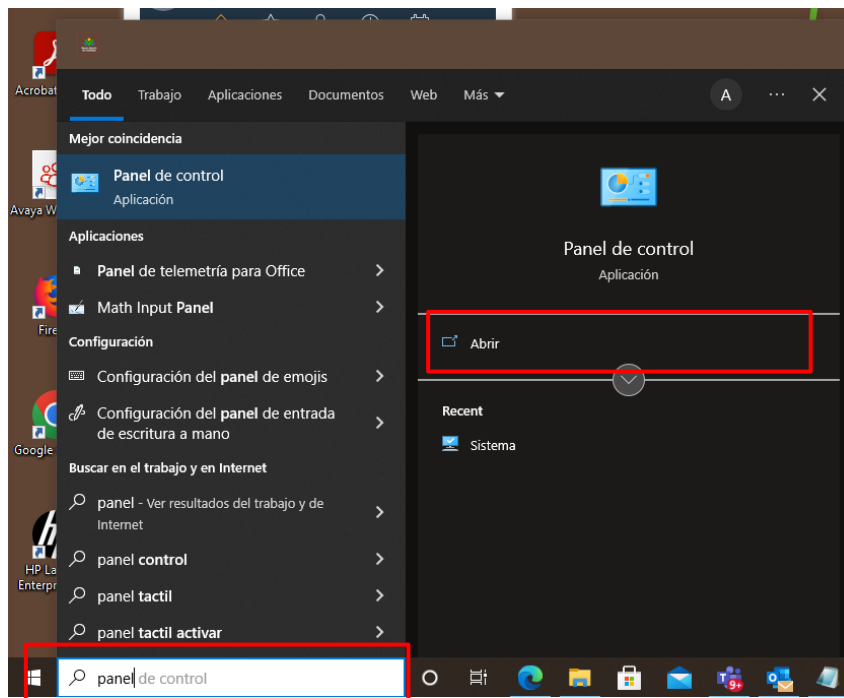 Acrobat
Avaya W
Fire
Google
HP La
Enterpr
Todo Trabajo Aplicaciones Documentos Web Más A ...
Mejor coincidencia
Panel de control
Aplicación
Aplicaciones
Panel de telemetría para Office
Math Input Panel
Configuración
Configuración del panel de emojis
Configuración del panel de entrada
de escritura a mano
Buscar en el trabajo y en Internet
panel - Ver resultados del trabajo y de
Internet
panel control
panel tactil
panel tactil activar
Panel de control
Aplicación
Abrir
Recent
Sistema
panel de control
9+